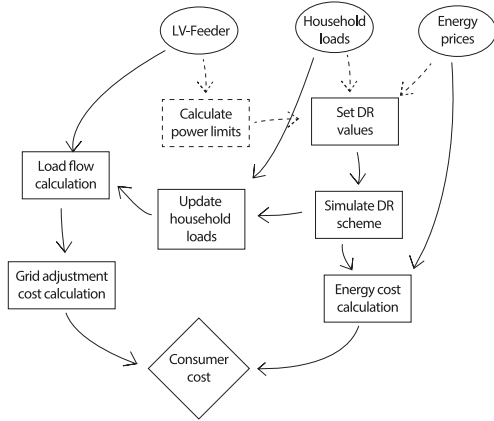 LV-Feeder
Household
loads
Energy
prices
Calculate
power limits
Set DR
values
Load flow
calculation
Update
household
loads
Simulate DR
scheme
Grid adjustment
cost calculation
Energy cost
calculation
Consumer
cost